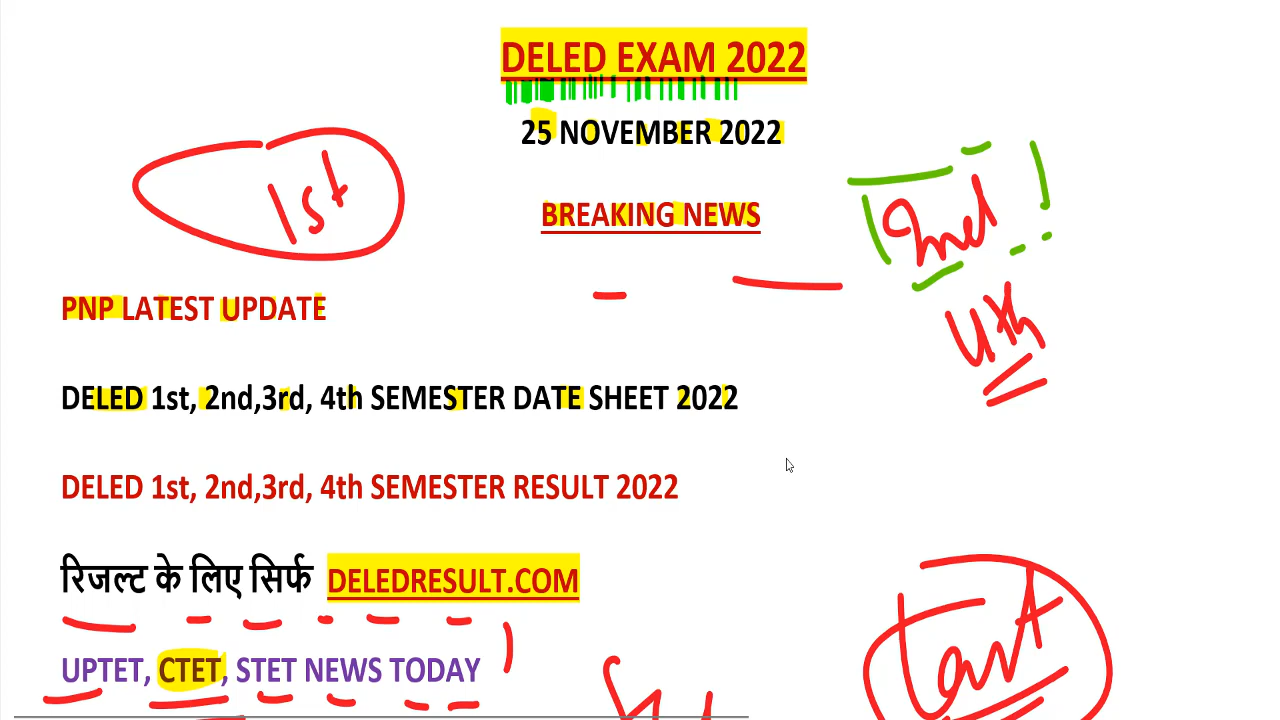 DELED EXAM 2022
25 NOVEMBER 2022
1st
BREAKING NEWS
PNP LATEST UPDATE
DELED 1st, 2nd,3rd, 4th SEMESTER DATE SHEET 2022
DELED 1st, 2nd,3rd, 4th SEMESTER RESULT 2022
रिजल्ट के लिए सिर्फ DELEDRESULT.COM
UPTET, CTET, STET NEWS TODAY